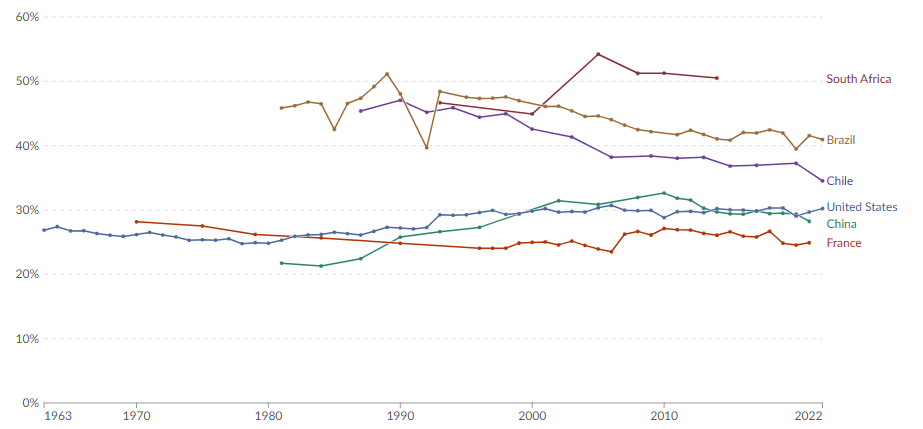 60%
50%
40%
30%
20%
10%
0%
South Africa
Brazil
Chile
United States
China
France
1963 1970 1980 1990 2000 2010 2022